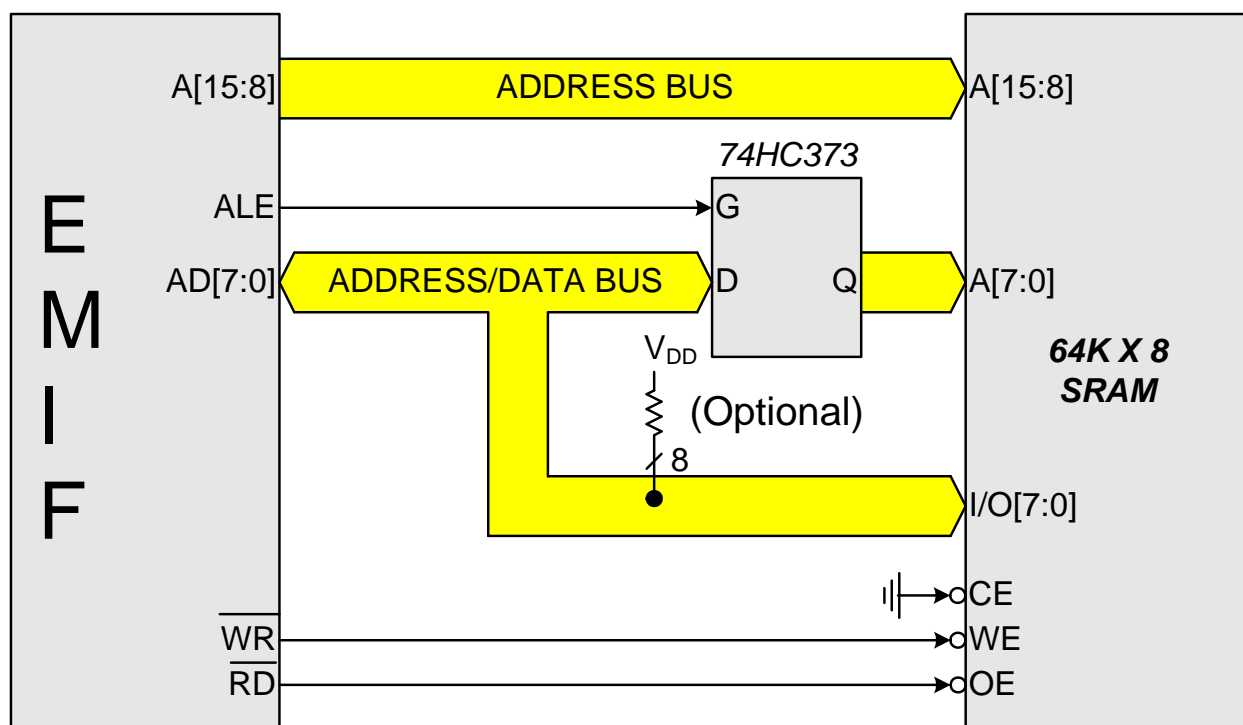 A[15:8]
ADDRESS BUS
A[15:8]
74HC373
ALE
G
E
M
I
F
AD[7:0]
ADDRESS/DATA BUS
D
Q
A[7:0]
VDD
(Optional)
8
64K X 8
SRAM
I/O[7:0]
CE
WR
WE
RD
OE